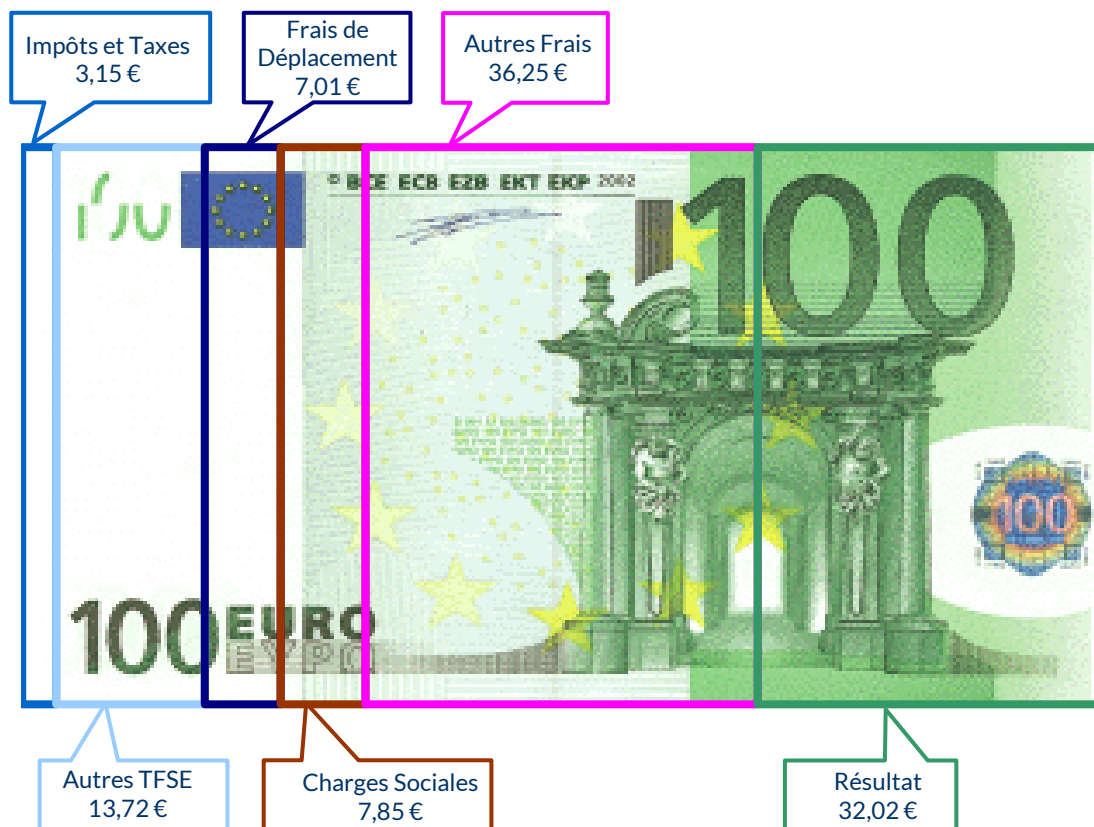 Impôts et Taxes
3,15 €
Frais de
Déplacement
7,01 €
Autres Frais
36,25 €
© BCE ECB EZB EKT EKP 2002
100
100
100 EURO
ΕΥΡΩ
Autres TFSE
13,72 €
Charges Sociales
7,85 €
Résultat
32,02 €